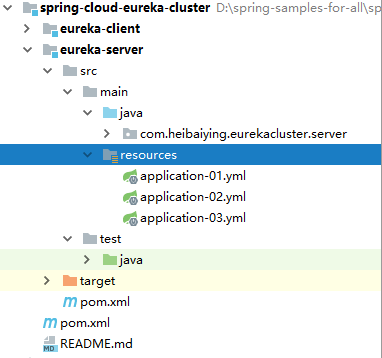 spring-cloud-eureka-cluster D:\spring-samples-for-all\sp
eureka-client
eureka-server
src
main
java
com.heibaiying.eurekacluster.server
resources
application-01.yml
application-02.yml
application-03.yml
test
java
target
m pom.xml
m pom.xml
MD README.md